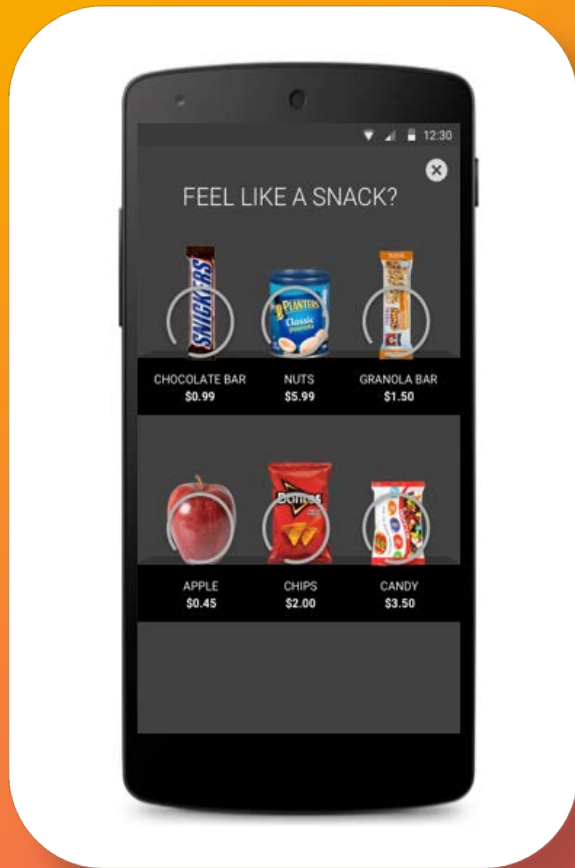 12:30
FEEL LIKE A SNACK?
SNICKERS
PLANTERS
Classic
CHOCOLATE BAR
$0.99
NUTS
$5.99
GRANOLA BAR
$1.50
Doritos
APPLE
$0.45
CHIPS
$2.00
CANDY
$3.50